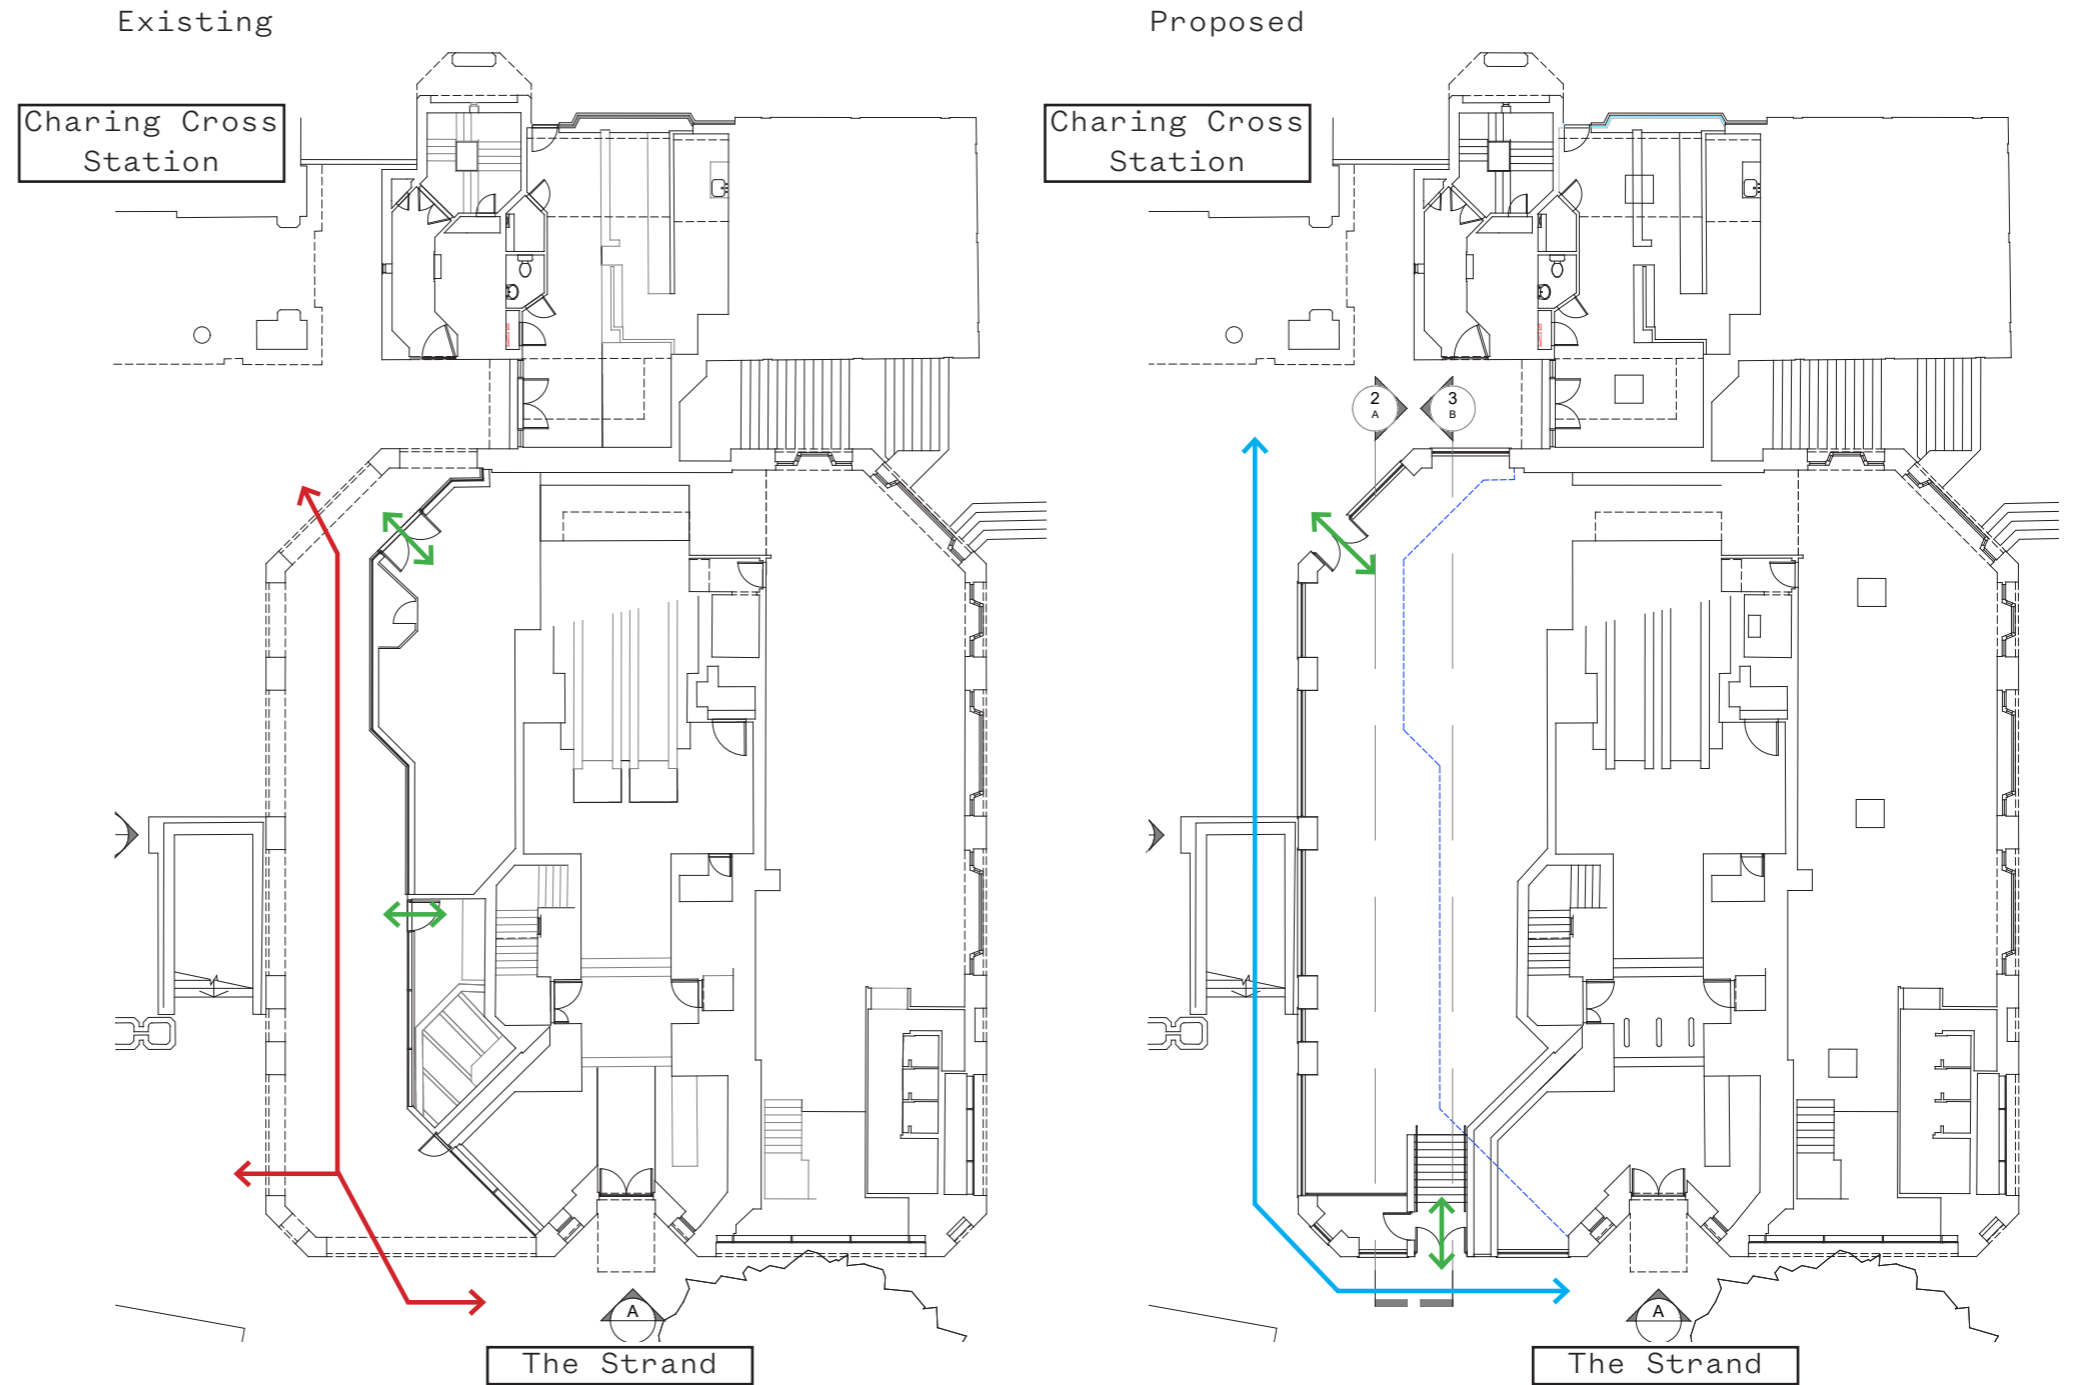 Existing
Proposed
Charing Cross
Station
Charing Cross
Station
2
A
3
B
A
The Strand
A
The Strand